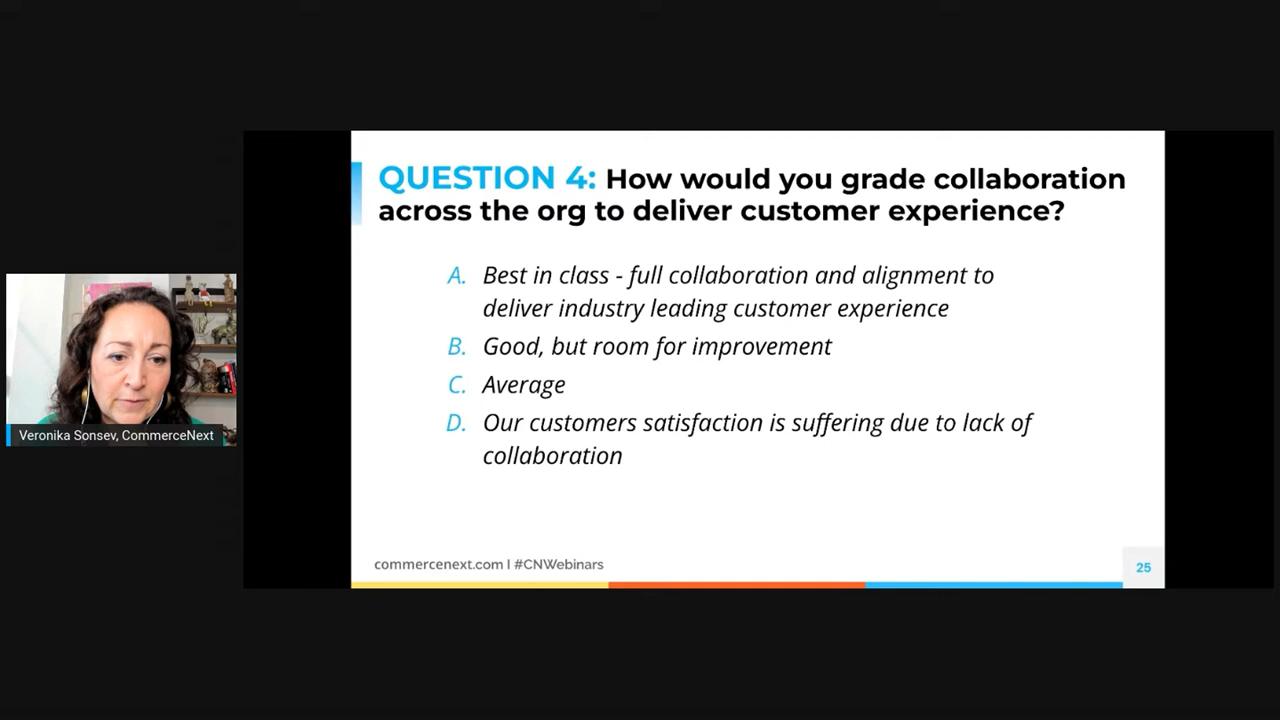 QUESTION 4: How would you grade collaboration
across the org to deliver customer experience?
A. Best in class - full collaboration and alignment to
deliver industry leading customer experience
B. Good, but room for improvement
C. Average
D. Our customers satisfaction is suffering due to lack of
collaboration
commercenext.com I #CNWebinars
25
Veronika Sonsev, CommerceNext